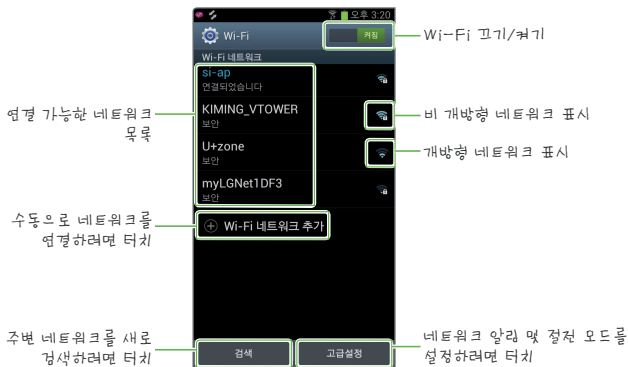 오후 3:20
Wi-Fi
켜짐
Wi-Fi 끄기/켜기
Wi-Fi 네트워크
si-ap
연결되었습니다
연결 가능한 네트워크
목록
KIMING_VTOWER
보안
비 개방형 네트워크 표시
U+zone
보안
개방형 네트워크 표시
myLGNet1DF3
보안
수동으로 네트워크를
연결하려면 터치
Wi-Fi 네트워크 추가
주변 네트워크를 새로
검색하려면 터치
검색
고급설정
네트워크 알림 및 절전 모드를
설정하려면 터치